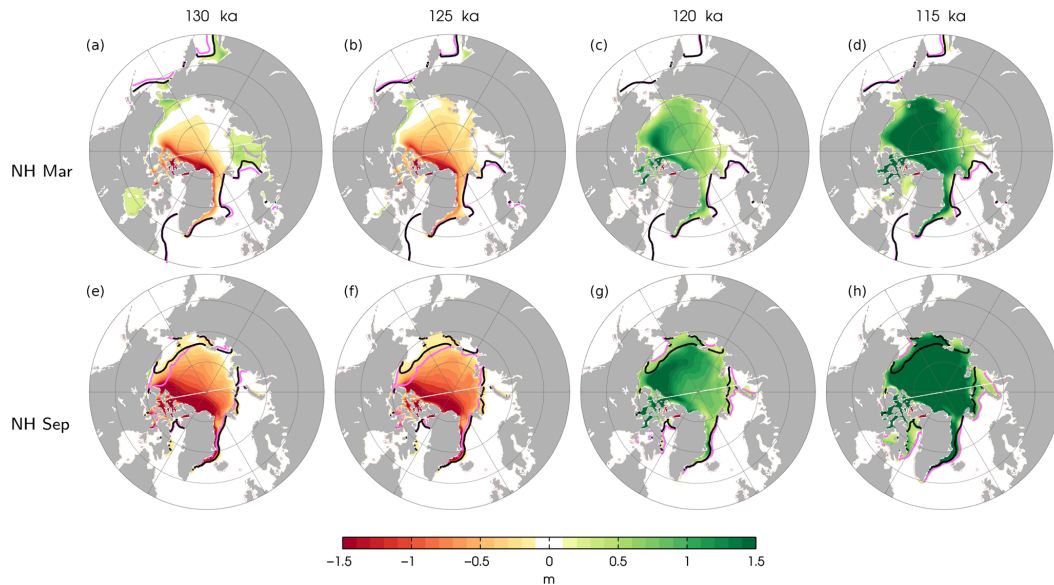 130 ka 125 ka 120 ka 115 ka
(a) (b) (c) (d)
NH Mar
(e) (f) (g) (h)
NH Sep
−1.5 −1 −0.5 0 0.5 1 1.5
m